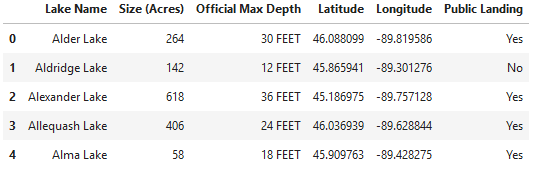 Lake Name Size (Acres) Official Max Depth Latitude Longitude Public Landing
0 Alder Lake 264 30 FEET 46.088099 -89.819586 Yes
1 Aldridge Lake 142 12 FEET 45.865941 -89.301276 No
2 Alexander Lake 618 36 FEET 45.186975 -89.757128 Yes
3 Allequash Lake 406 24 FEET 46.036939 -89.628844 Yes
4 Alma Lake 58 18 FEET 45.909763 -89.428275 Yes